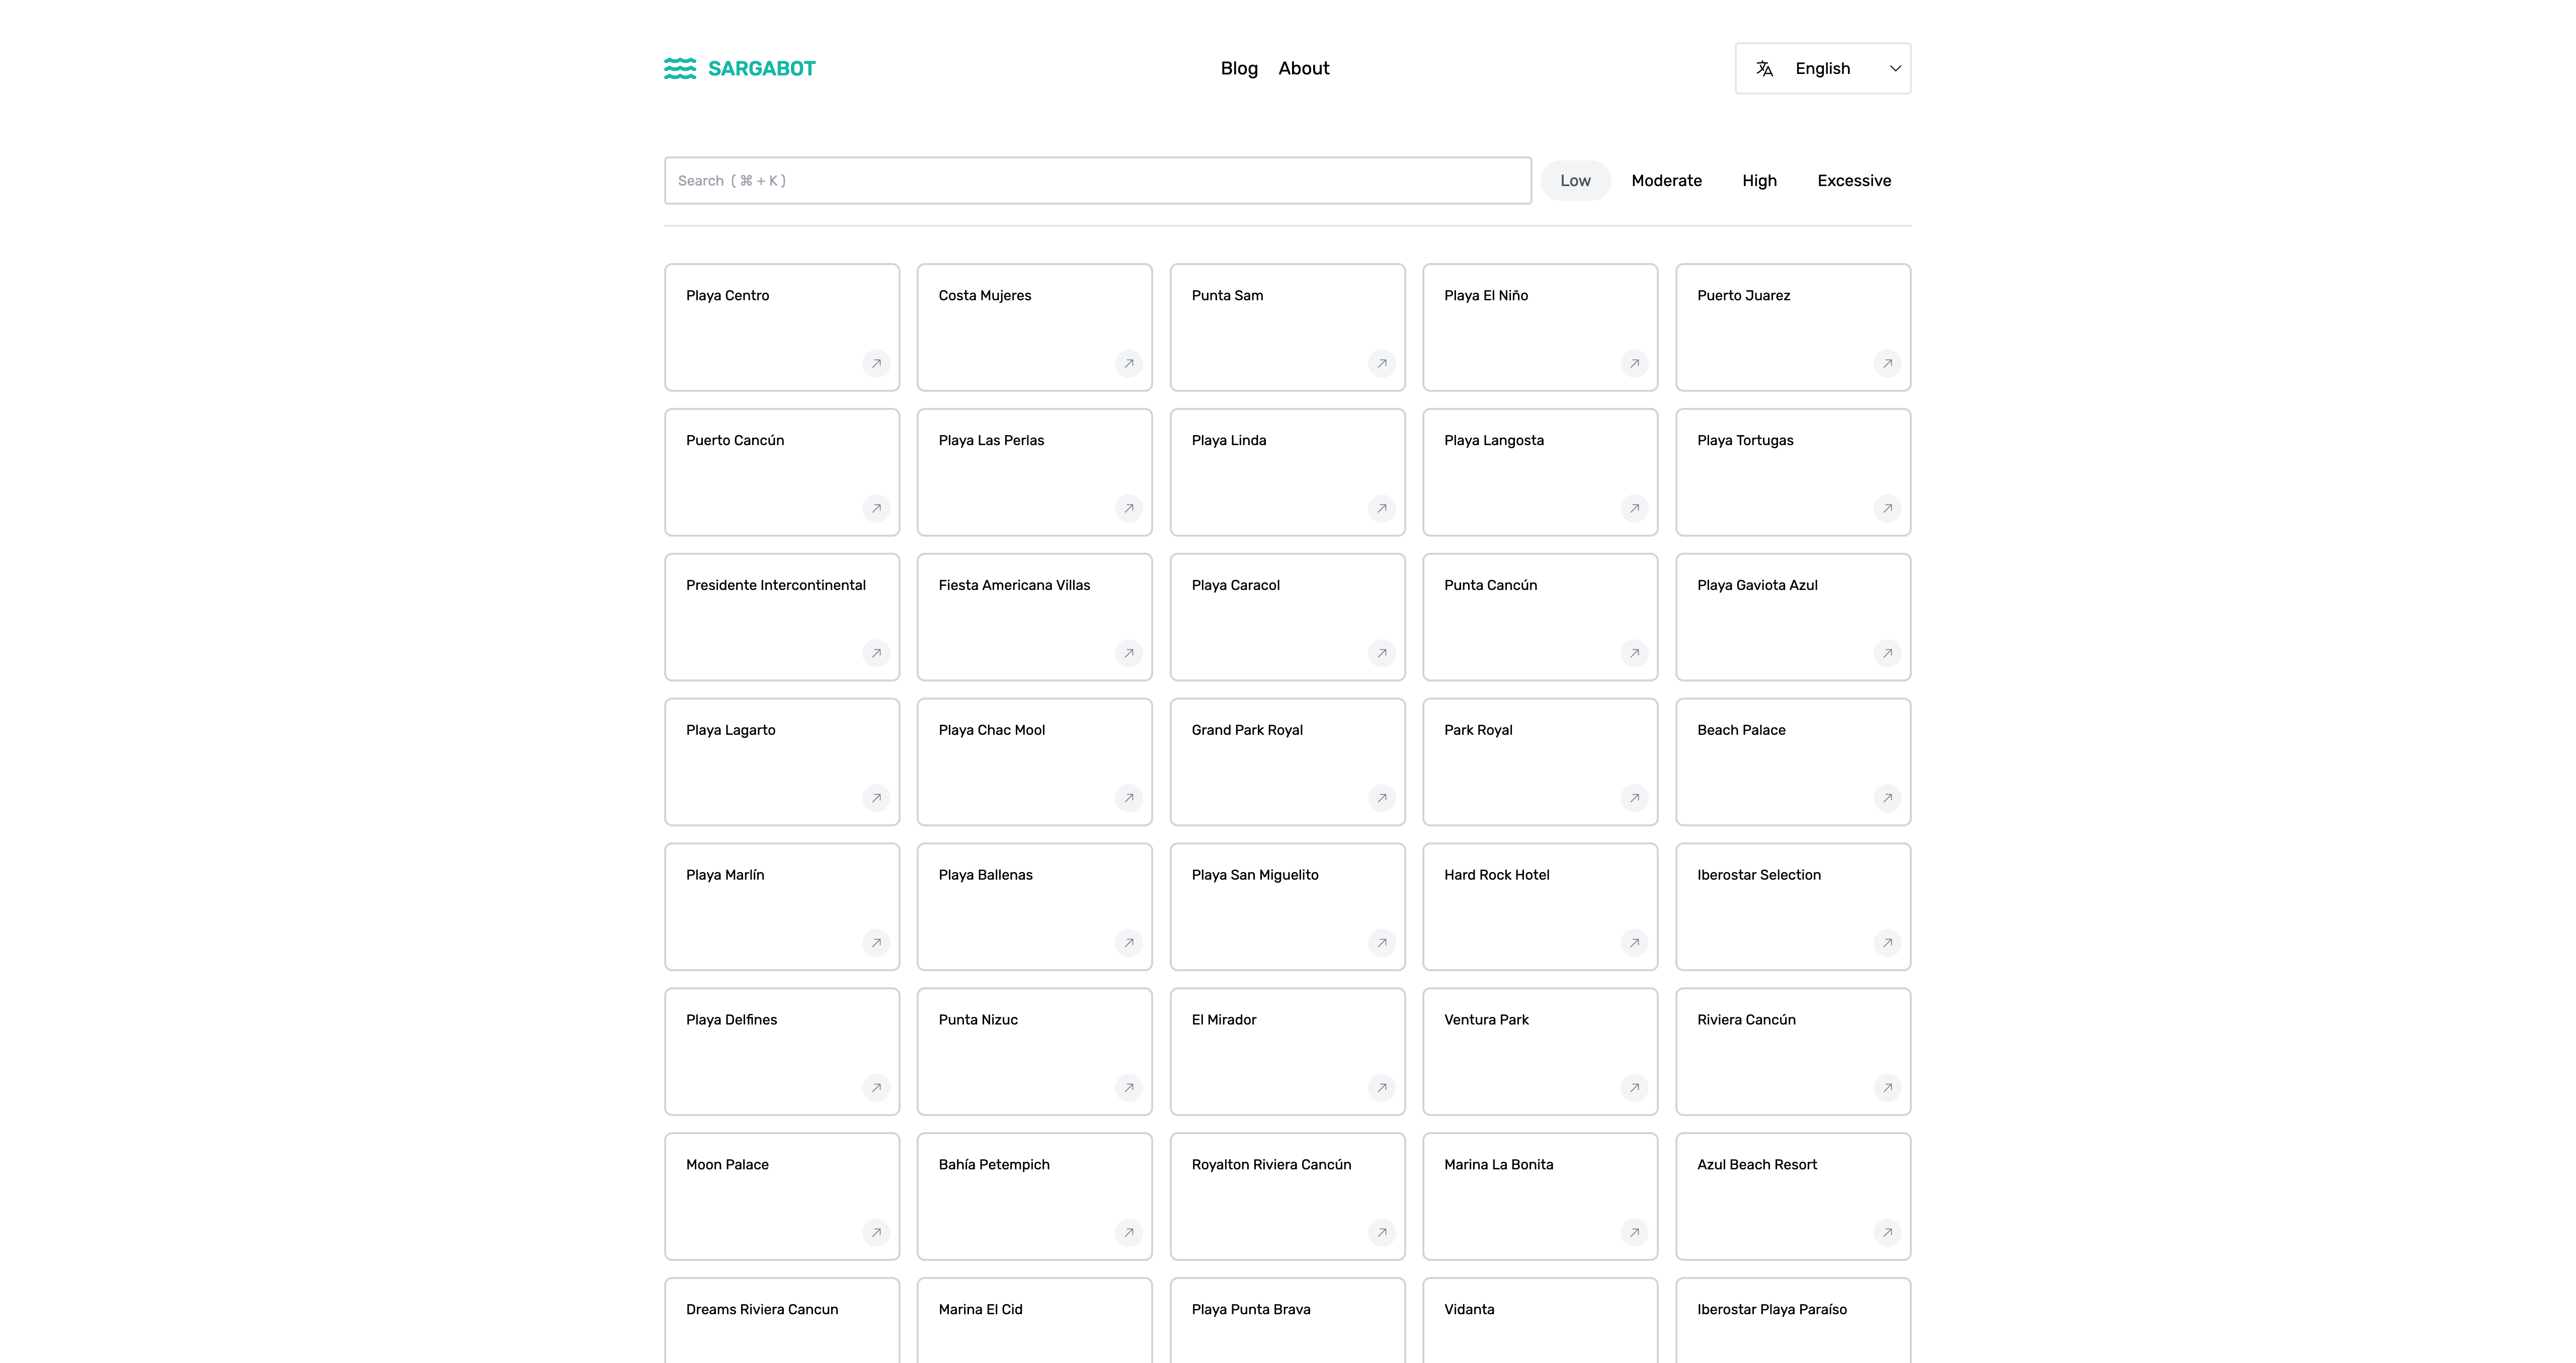 SARGABOT
Blog About
English
Search ( ⌘ + K )
Low Moderate High Excessive
Playa Centro
Costa Mujeres
Punta Sam
Playa El Niño
Puerto Juarez
Puerto Cancún
Playa Las Perlas
Playa Linda
Playa Langosta
Playa Tortugas
Presidente Intercontinental
Fiesta Americana Villas
Playa Caracol
Punta Cancún
Playa Gaviota Azul
Playa Lagarto
Playa Chac Mool
Grand Park Royal
Park Royal
Beach Palace
Playa Marlín
Playa Ballenas
Playa San Miguelito
Hard Rock Hotel
Iberostar Selection
Playa Delfines
Punta Nizuc
El Mirador
Ventura Park
Riviera Cancún
Moon Palace
Bahía Petempich
Royalton Riviera Cancún
Marina La Bonita
Azul Beach Resort
Dreams Riviera Cancun
Marina El Cid
Playa Punta Brava
Vidanta
Iberostar Playa Paraíso